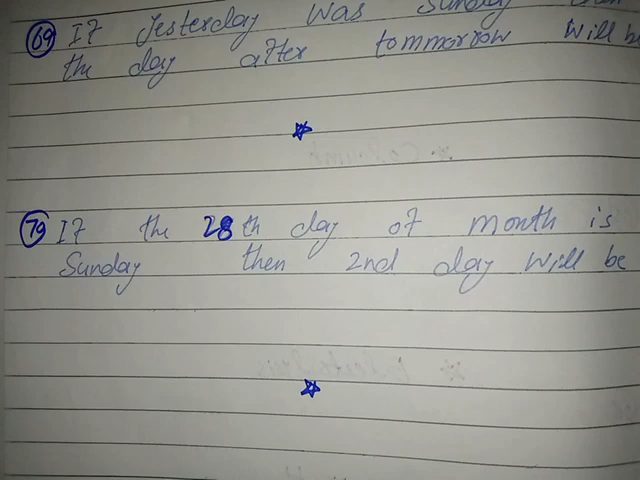 69 If yesterday was Sunday
the day after tommorrow will be
79 If the 28th day of month is
Sunday then 2nd day will be